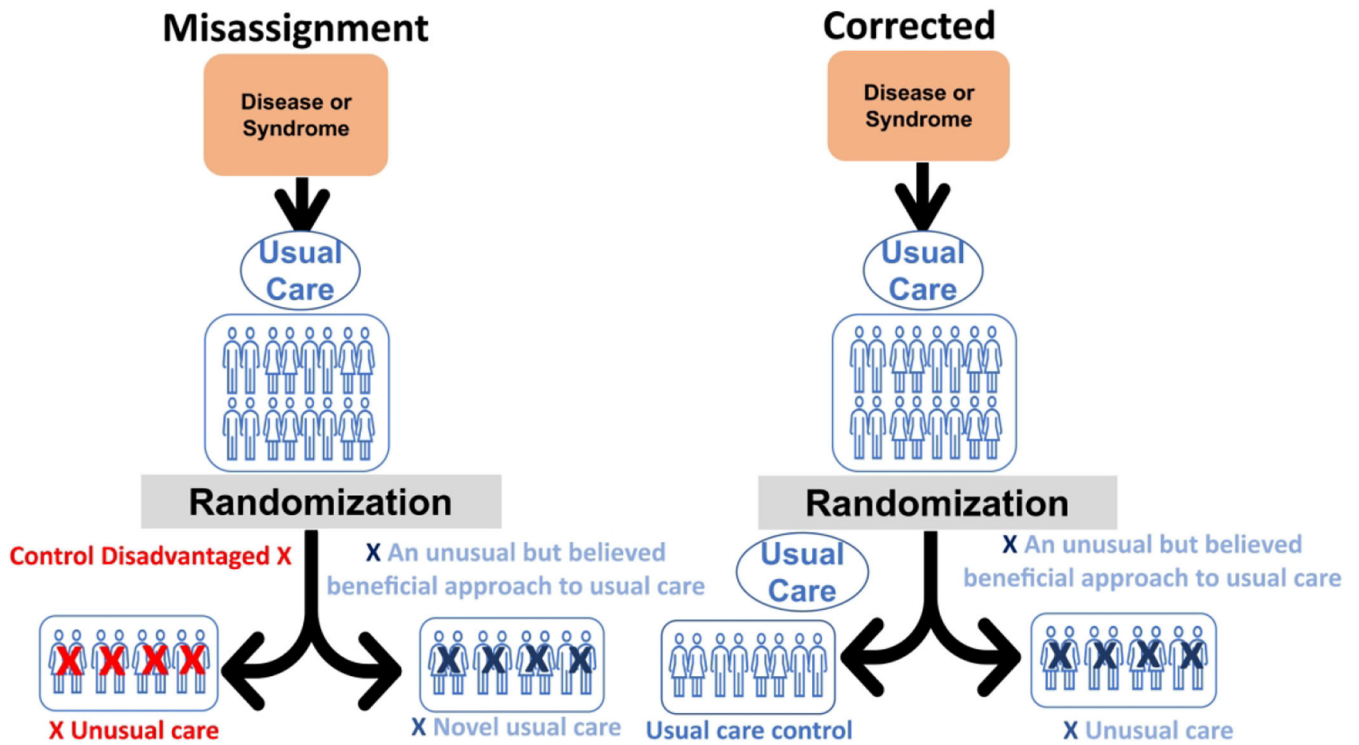 Misassignment
Disease or
Syndrome
Usual
Care
Randomization
Control Disadvantaged X
X An unusual but believed
beneficial approach to usual care
X X X X
X X X X
X Unusual care
X Novel usual care
Corrected
Disease or
Syndrome
Usual
Care
Randomization
Usual
Care
X An unusual but believed
beneficial approach to usual care
X X X X
Usual care control
X Unusual care